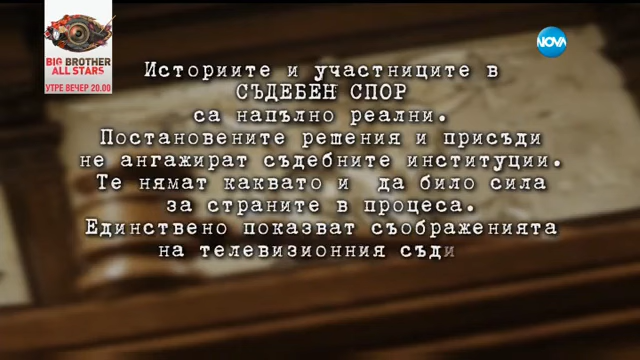 BIG BROTHER
ALL STARS
УТРЕ ВЕЧЕР 20.00
NOVA
Историите и участниците в
СЪДЕБЕН СПОР
са напълно реални.
Постановените решения и присъди
не ангажират съдебните институции.
Те нямат каквато и да било сила
за страните в процеса.
Единствено показват съображенията
на телевизионния съди